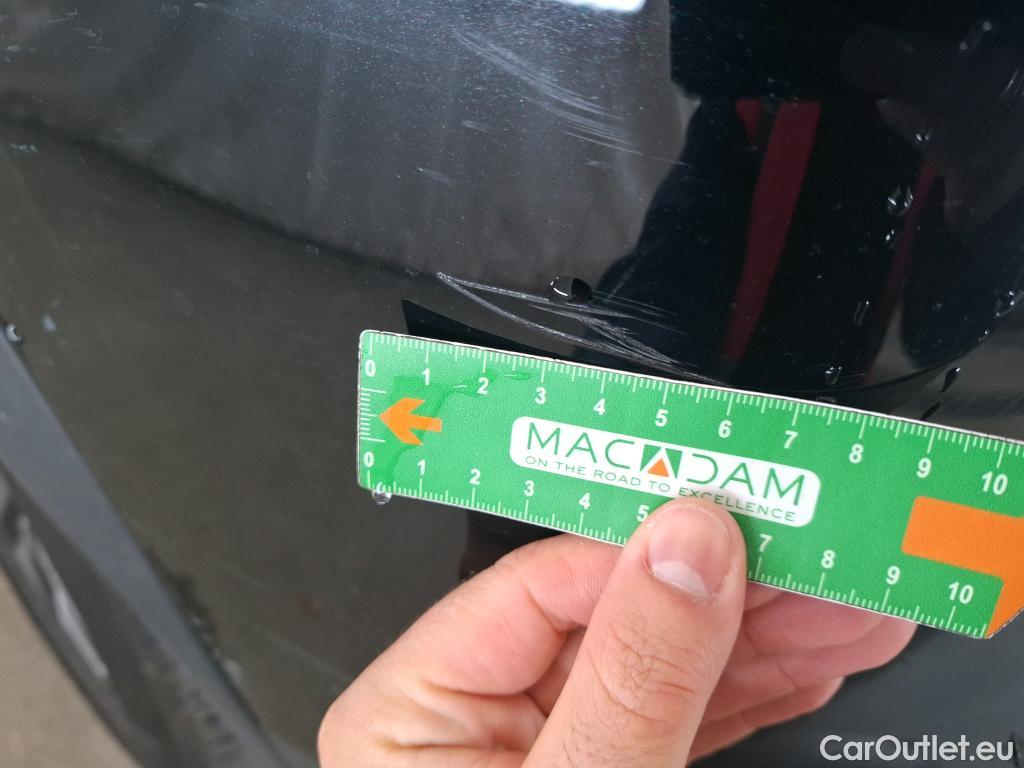 0 1 2 3 4 5 6 7 8 9 10
MACADAM
ON THE ROAD TO EXCELLENCE
0 1 2 3 4 5 7 8 9 10
CarOutlet.eu